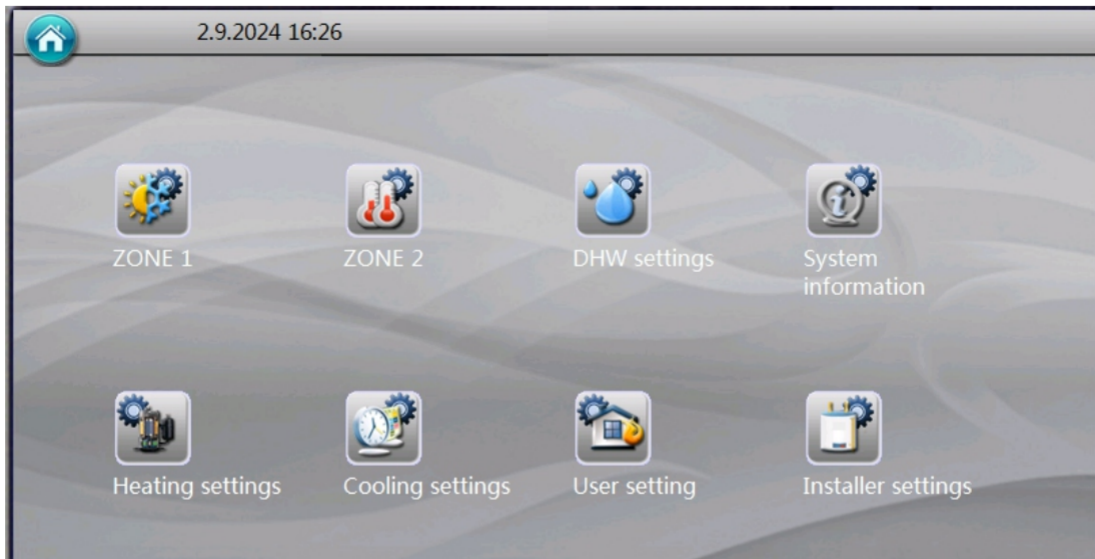 2.9.2024 16:26
ZONE 1
ZONE 2
DHW settings
System
information
Heating settings
Cooling settings
User setting
Installer settings